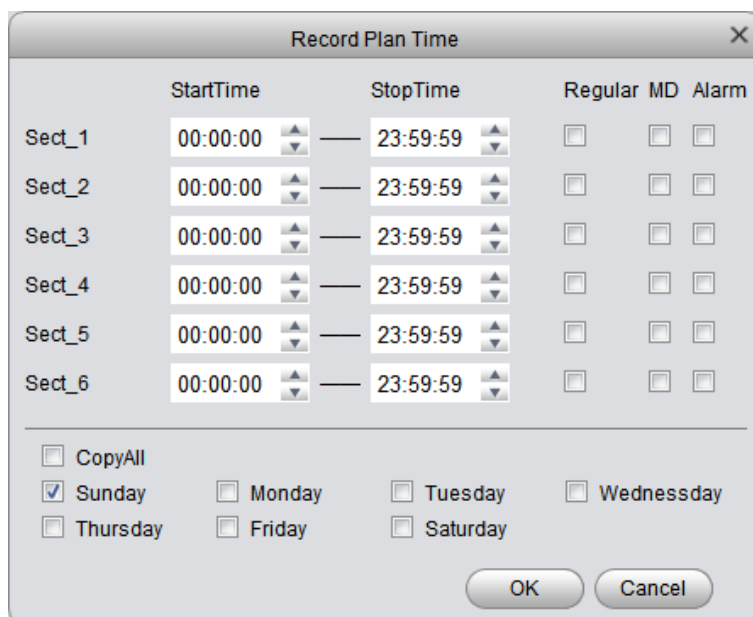 Record Plan Time
StartTime StopTime Regular MD Alarm
Sect_1 00:00:00 23:59:59
Sect_2 00:00:00 23:59:59
Sect_3 00:00:00 23:59:59
Sect_4 00:00:00 23:59:59
Sect_5 00:00:00 23:59:59
Sect_6 00:00:00 23:59:59
CopyAll
Sunday Monday Tuesday Wednessday
Thursday Friday Saturday
OK Cancel